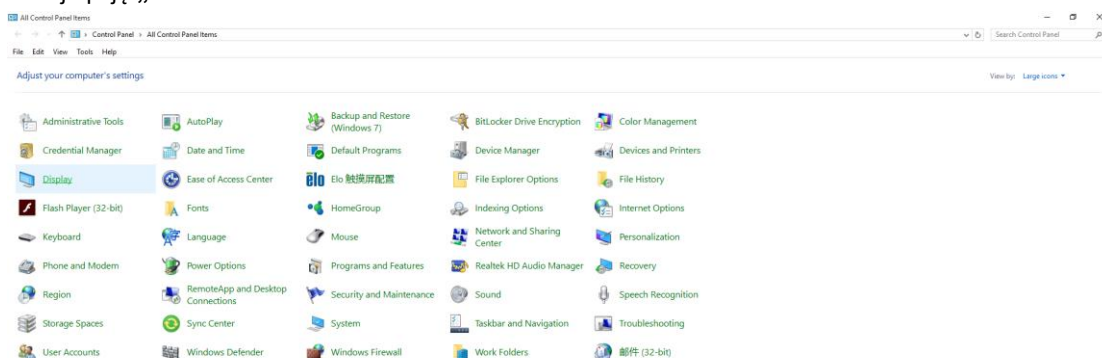 All Control Panel Items
Control Panel > All Control Panel Items
Search Control Panel
File Edit View Tools Help
Adjust your computer's settings
View by: Large icons
Administrative Tools
AutoPlay
Backup and Restore
(Windows 7)
BitLocker Drive Encryption
Color Management
Credential Manager
Date and Time
Default Programs
Device Manager
Devices and Printers
Display
Ease of Access Center
elo
Elo 触摸屏配置
File Explorer Options
File History
Flash Player (32-bit)
Fonts
HomeGroup
Indexing Options
Internet Options
Keyboard
Language
Mouse
Network and Sharing
Center
Personalization
Phone and Modem
Power Options
Programs and Features
Realtek HD Audio Manager
Recovery
Region
RemoteApp and Desktop
Connections
Security and Maintenance
Sound
Speech Recognition
Storage Spaces
Sync Center
System
Taskbar and Navigation
Troubleshooting
User Accounts
Windows Defender
Windows Firewall
Work Folders
邮件 (32-bit)